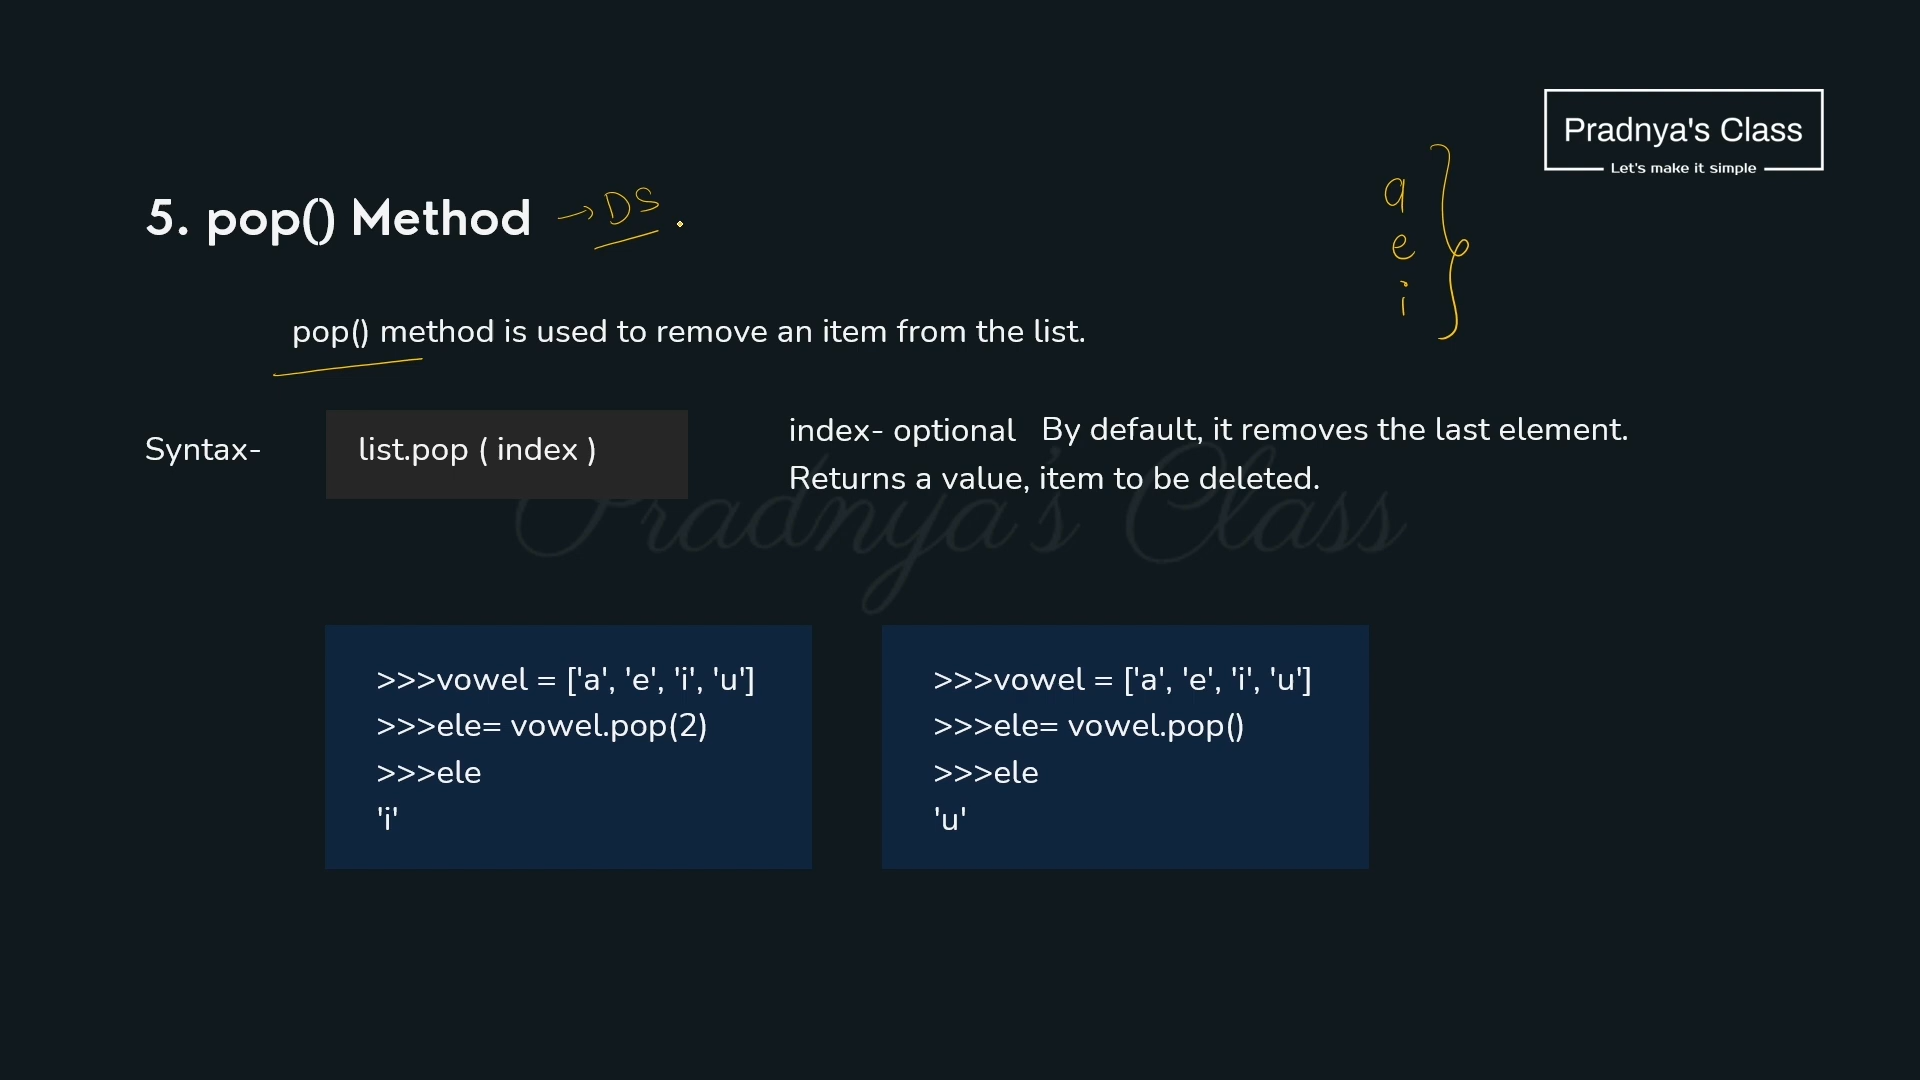 Pradnya's Class
Let's make it simple
5. pop() Method → DS .
a
e
i
pop() method is used to remove an item from the list.
Syntax- list.pop ( index )
index- optional By default, it removes the last element.
Returns a value, item to be deleted.
Pradnya's Class
>>>vowel = ['a', 'e', 'i', 'u']
>>>ele= vowel.pop(2)
>>>ele
'i'
>>>vowel = ['a', 'e', 'i', 'u']
>>>ele= vowel.pop()
>>>ele
'u'